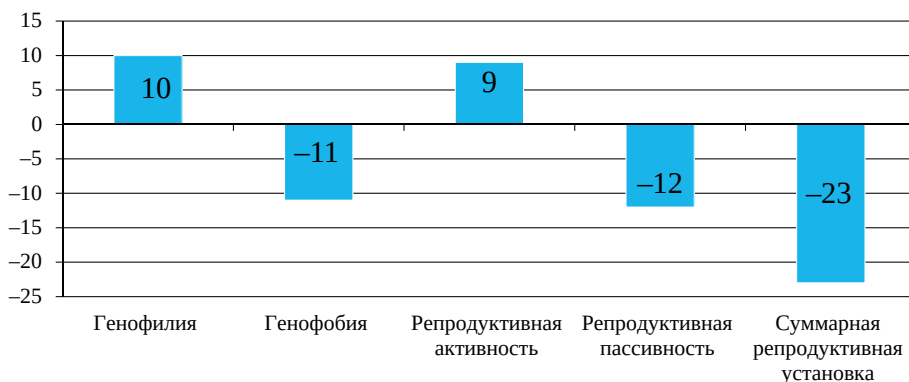 15
10
5
0
–5
–10
–15
–20
–25
10
–11
9
–12
–23
Генофилия
Генофобия
Репродуктивная
активность
Репродуктивная
пассивность
Суммарная
репродуктивная
установка